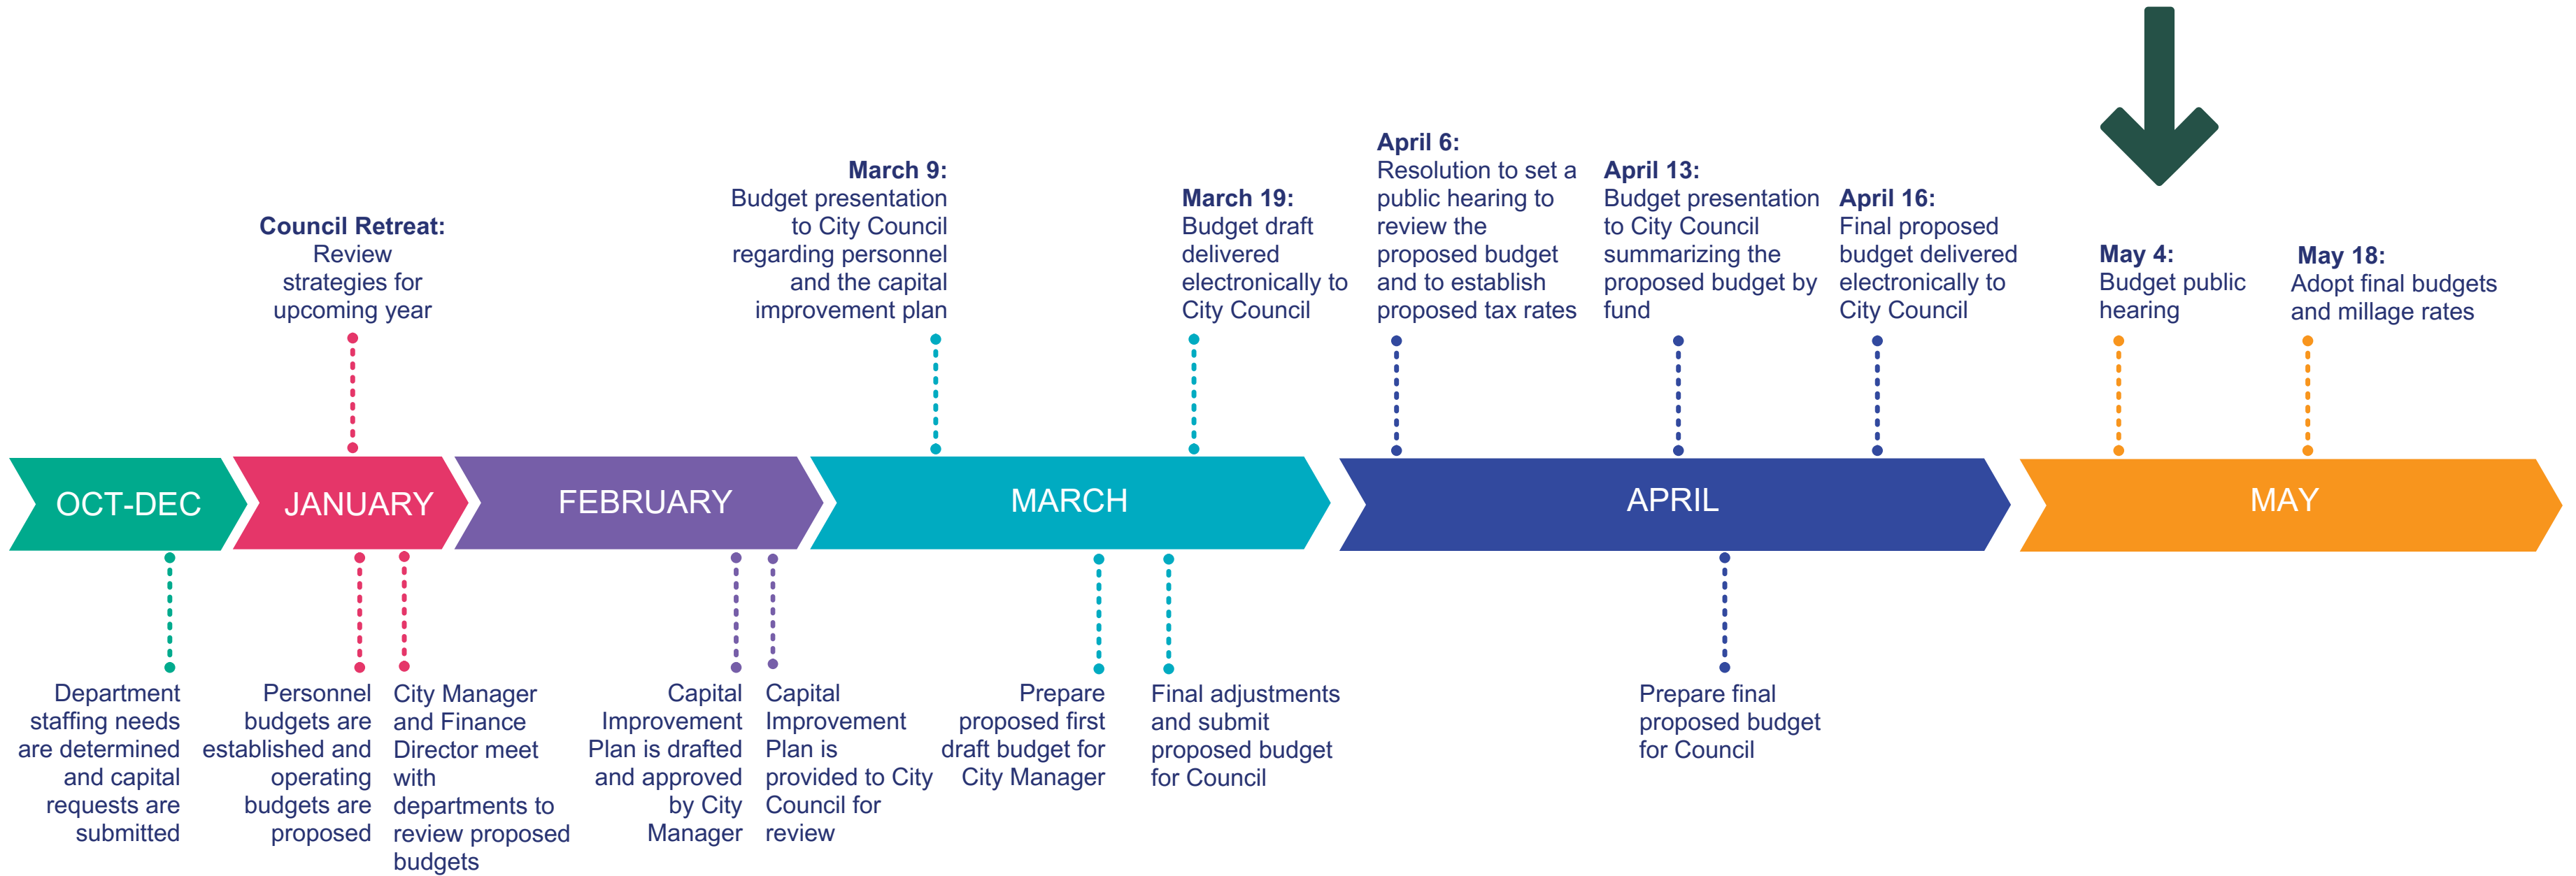 Council Retreat:
Review
strategies for
upcoming year
March 9:
Budget presentation
to City Council
regarding personnel
and the capital
improvement plan
March 19:
Budget draft
delivered
electronically to
City Council
April 6:
Resolution to set a
public hearing to
review the
proposed budget
and to establish
proposed tax rates
April 13:
Budget presentation
to City Council
summarizing the
proposed budget by
fund
April 16:
Final proposed
budget delivered
electronically to
City Council
May 4:
Budget public
hearing
May 18:
Adopt final budgets
and millage rates
OCT-DEC
JANUARY
FEBRUARY
MARCH
APRIL
MAY
Department
staffing needs
are determined
and capital
requests are
submitted
Personnel
budgets are
established and
operating
budgets are
proposed
City Manager
and Finance
Director meet
with
departments to
review proposed
budgets
Capital
Improvement
Plan is drafted
and approved
by City
Manager
Capital
Improvement
Plan is
provided to City
Council for
review
Prepare
proposed first
draft budget for
City Manager
Final adjustments
and submit
proposed budget
for Council
Prepare final
proposed budget
for Council